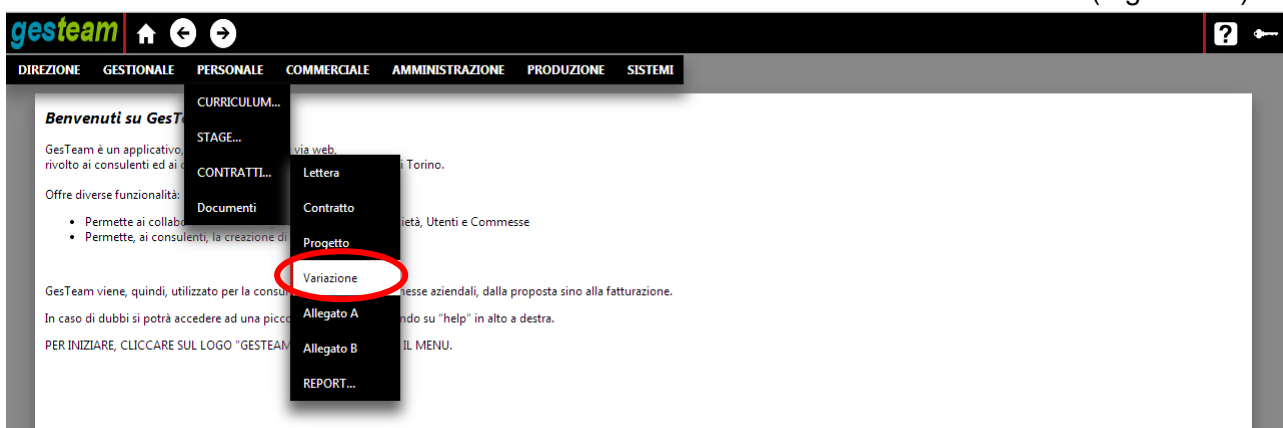 gesteam
?
DIREZIONE GESTIONALE PERSONALE COMMERCIALE AMMINISTRAZIONE PRODUZIONE SISTEMI
CURRICULUM...
STAGE...
CONTRATTI...
Documenti
Lettera
Contratto
Progetto
Variazione
Allegato A
Allegato B
REPORT...
Benvenuti su GesT
GesTeam è un applicativo, via web,
rivolto ai consulenti ed ai Torino.
Offre diverse funzionalità:
• Permette ai collabo ietà, Utenti e Commesse
• Permette, ai consulenti, la creazione di
GesTeam viene, quindi, utilizzato per la consu messe aziendali, dalla proposta sino alla fatturazione.
In caso di dubbi si potrà accedere ad una picco ndo su "help" in alto a destra.
PER INIZIARE, CLICCARE SUL LOGO "GESTEAM IL MENU.